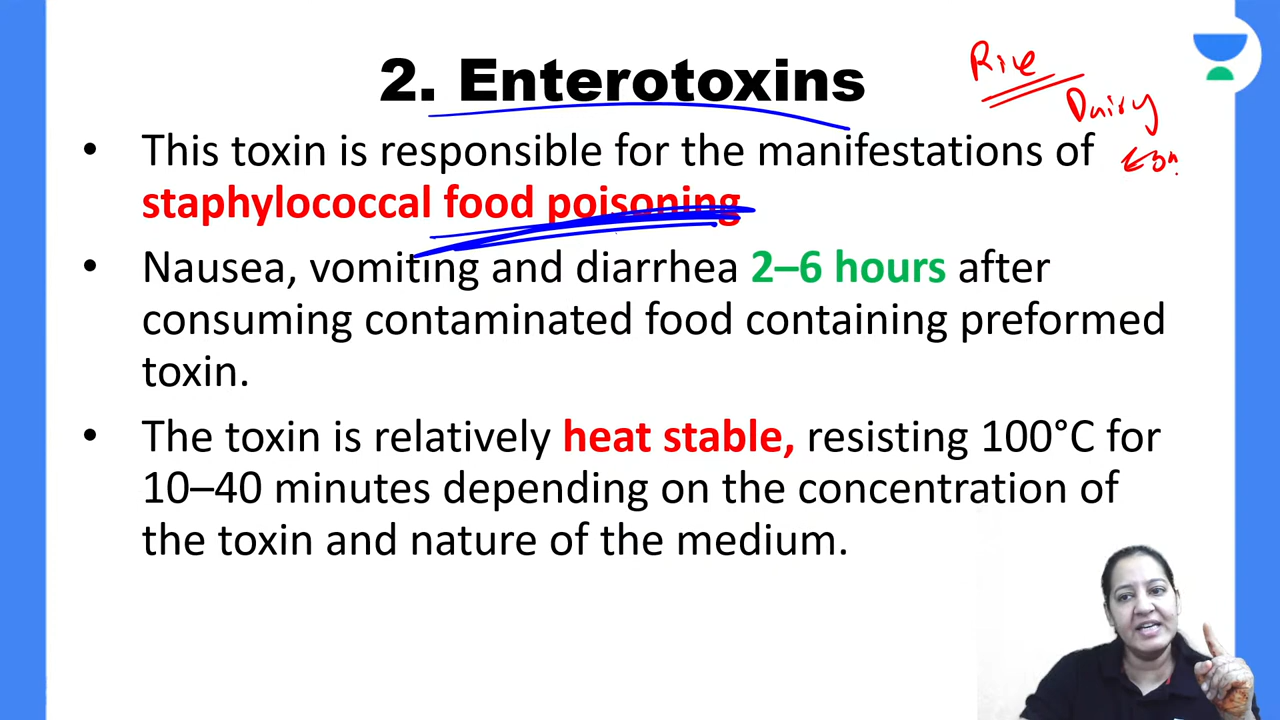 2. Enterotoxins
Rice
Dairy
• This toxin is responsible for the manifestations of
staphylococcal food poisoning
• Nausea, vomiting and diarrhea 2–6 hours after
consuming contaminated food containing preformed
toxin.
• The toxin is relatively heat stable, resisting 100°C for
10–40 minutes depending on the concentration of
the toxin and nature of the medium.